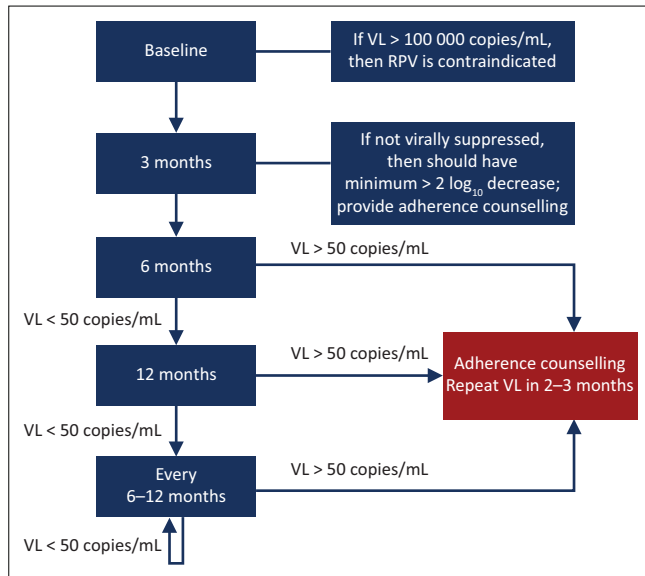 Baseline
If VL > 100 000 copies/mL,
then RPV is contraindicated
3 months
If not virally suppressed,
then should have
minimum > 2 log₁₀ decrease;
provide adherence counselling
6 months
VL > 50 copies/mL
VL < 50 copies/mL
12 months
VL > 50 copies/mL
Adherence counselling
Repeat VL in 2–3 months
VL < 50 copies/mL
Every
6–12 months
VL > 50 copies/mL
VL < 50 copies/mL